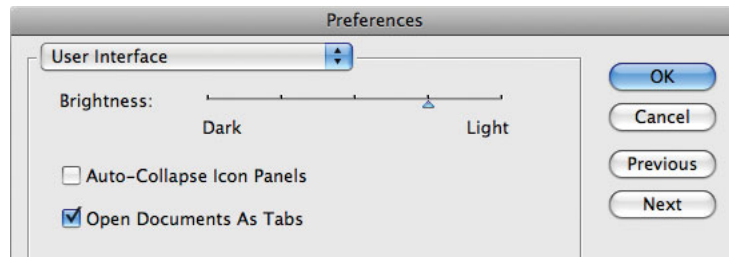 Preferences
User Interface
Brightness:
Dark
Light
Auto-Collapse Icon Panels
Open Documents As Tabs
OK
Cancel
Previous
Next